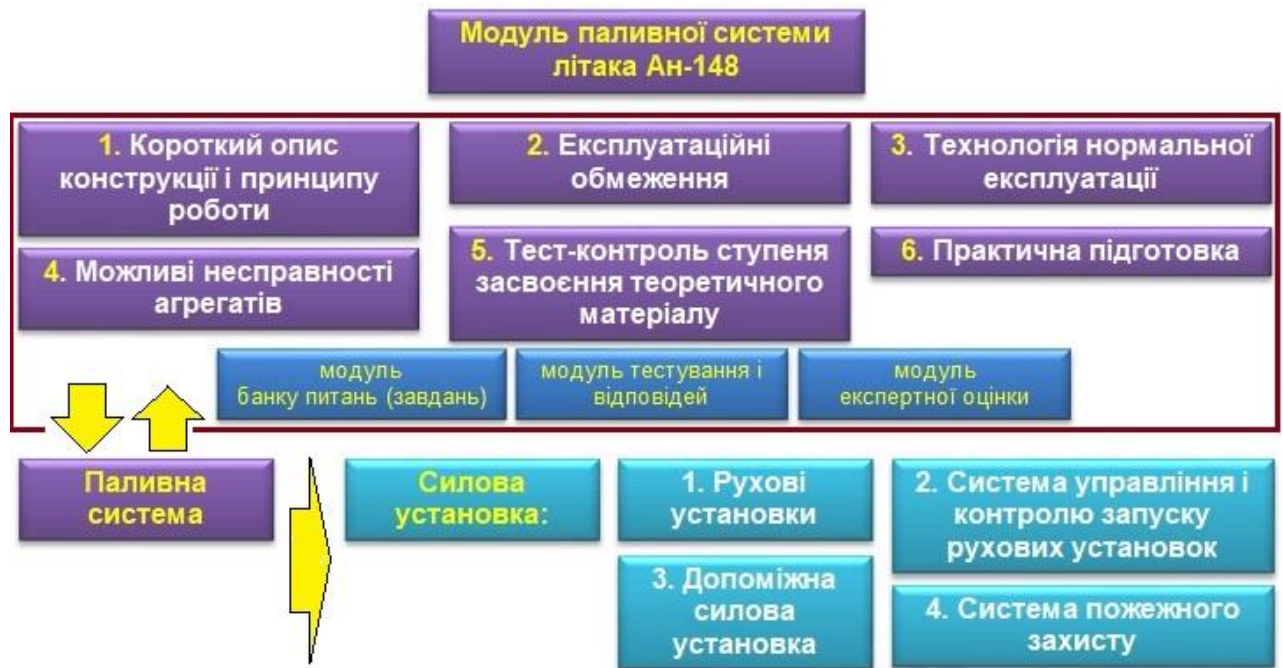 Модуль паливної системи
літака Ан-148
1. Короткий опис
конструкції і принципу
роботи
2. Експлуатаційні
обмеження
3. Технологія нормальної
експлуатації
4. Можливі несправності
агрегатів
5. Тест-контроль ступеня
засвоєння теоретичного
матеріалу
6. Практична підготовка
модуль
банку питань (завдань)
модуль тестування і
відповідей
модуль
експертної оцінки
Паливна
система
Силова
установка:
1. Рухові
установки
2. Система управління і
контролю запуску
рухових установок
3. Допоміжна
силова
установка
4. Система пожежного
захисту